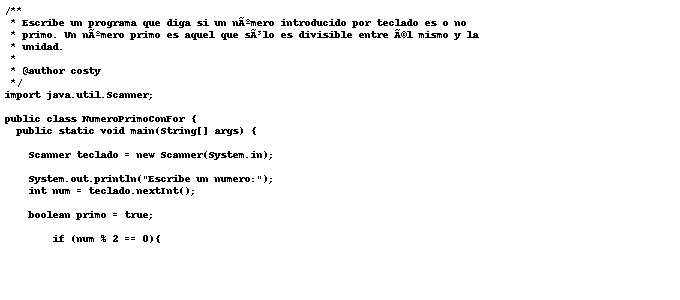 /**
 * Escribe un programa que diga si un nÃºmero introducido por teclado es o no
 * primo. Un nÃºmero primo es aquel que sÃ³lo es divisible entre Ã©l mismo y la
 * unidad.
 *
 * @author costy
 */
import java.util.Scanner;
public class NumeroPrimoConFor {
public static void main(String[] args) {
Scanner teclado = new Scanner(System.in);
System.out.println("Escribe un numero:");
int num = teclado.nextInt();
boolean primo = true;
if (num % 2 == 0){